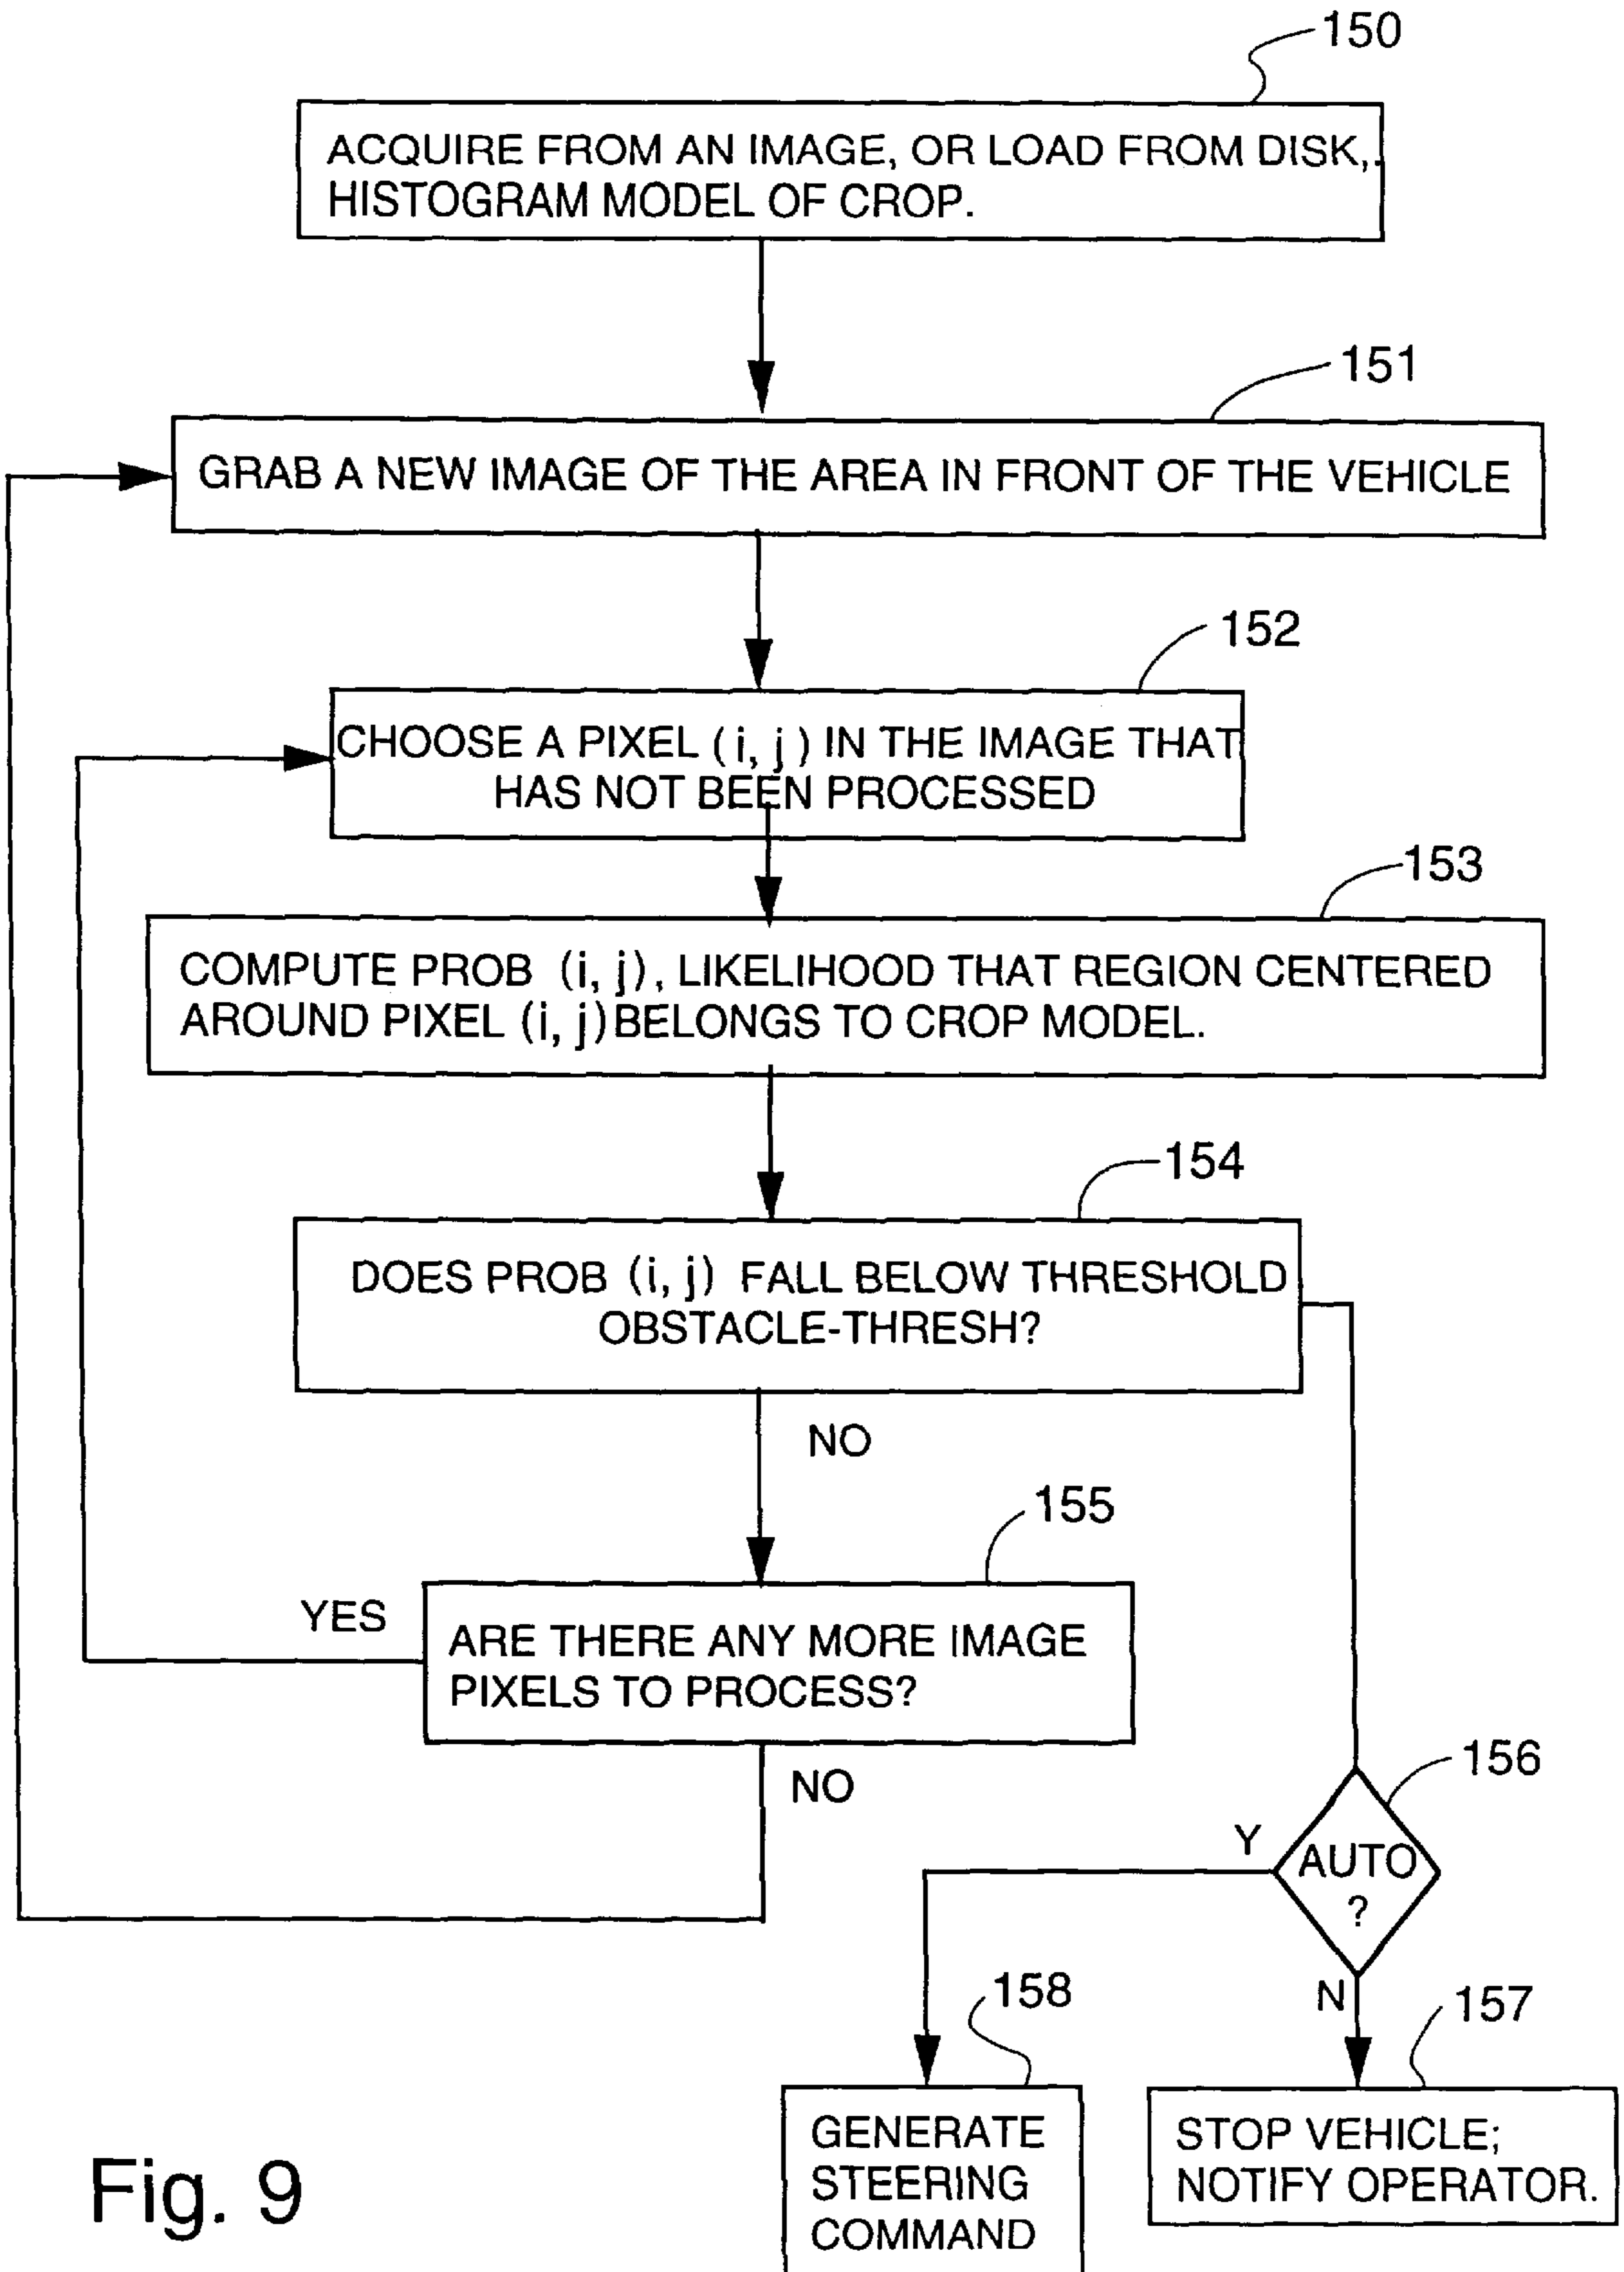 150
ACQUIRE FROM AN IMAGE, OR LOAD FROM DISK,
HISTOGRAM MODEL OF CROP.
151
GRAB A NEW IMAGE OF THE AREA IN FRONT OF THE VEHICLE
152
CHOOSE A PIXEL (i, j) IN THE IMAGE THAT
HAS NOT BEEN PROCESSED
153
COMPUTE PROB (i, j), LIKELIHOOD THAT REGION CENTERED
AROUND PIXEL (i, j) BELONGS TO CROP MODEL.
154
DOES PROB (i, j) FALL BELOW THRESHOLD
OBSTACLE-THRESH?
NO
155
YES
ARE THERE ANY MORE IMAGE
PIXELS TO PROCESS?
NO
156
Y
AUTO
?
N
158
157
GENERATE
STEERING
COMMAND
STOP VEHICLE;
NOTIFY OPERATOR.
Fig. 9